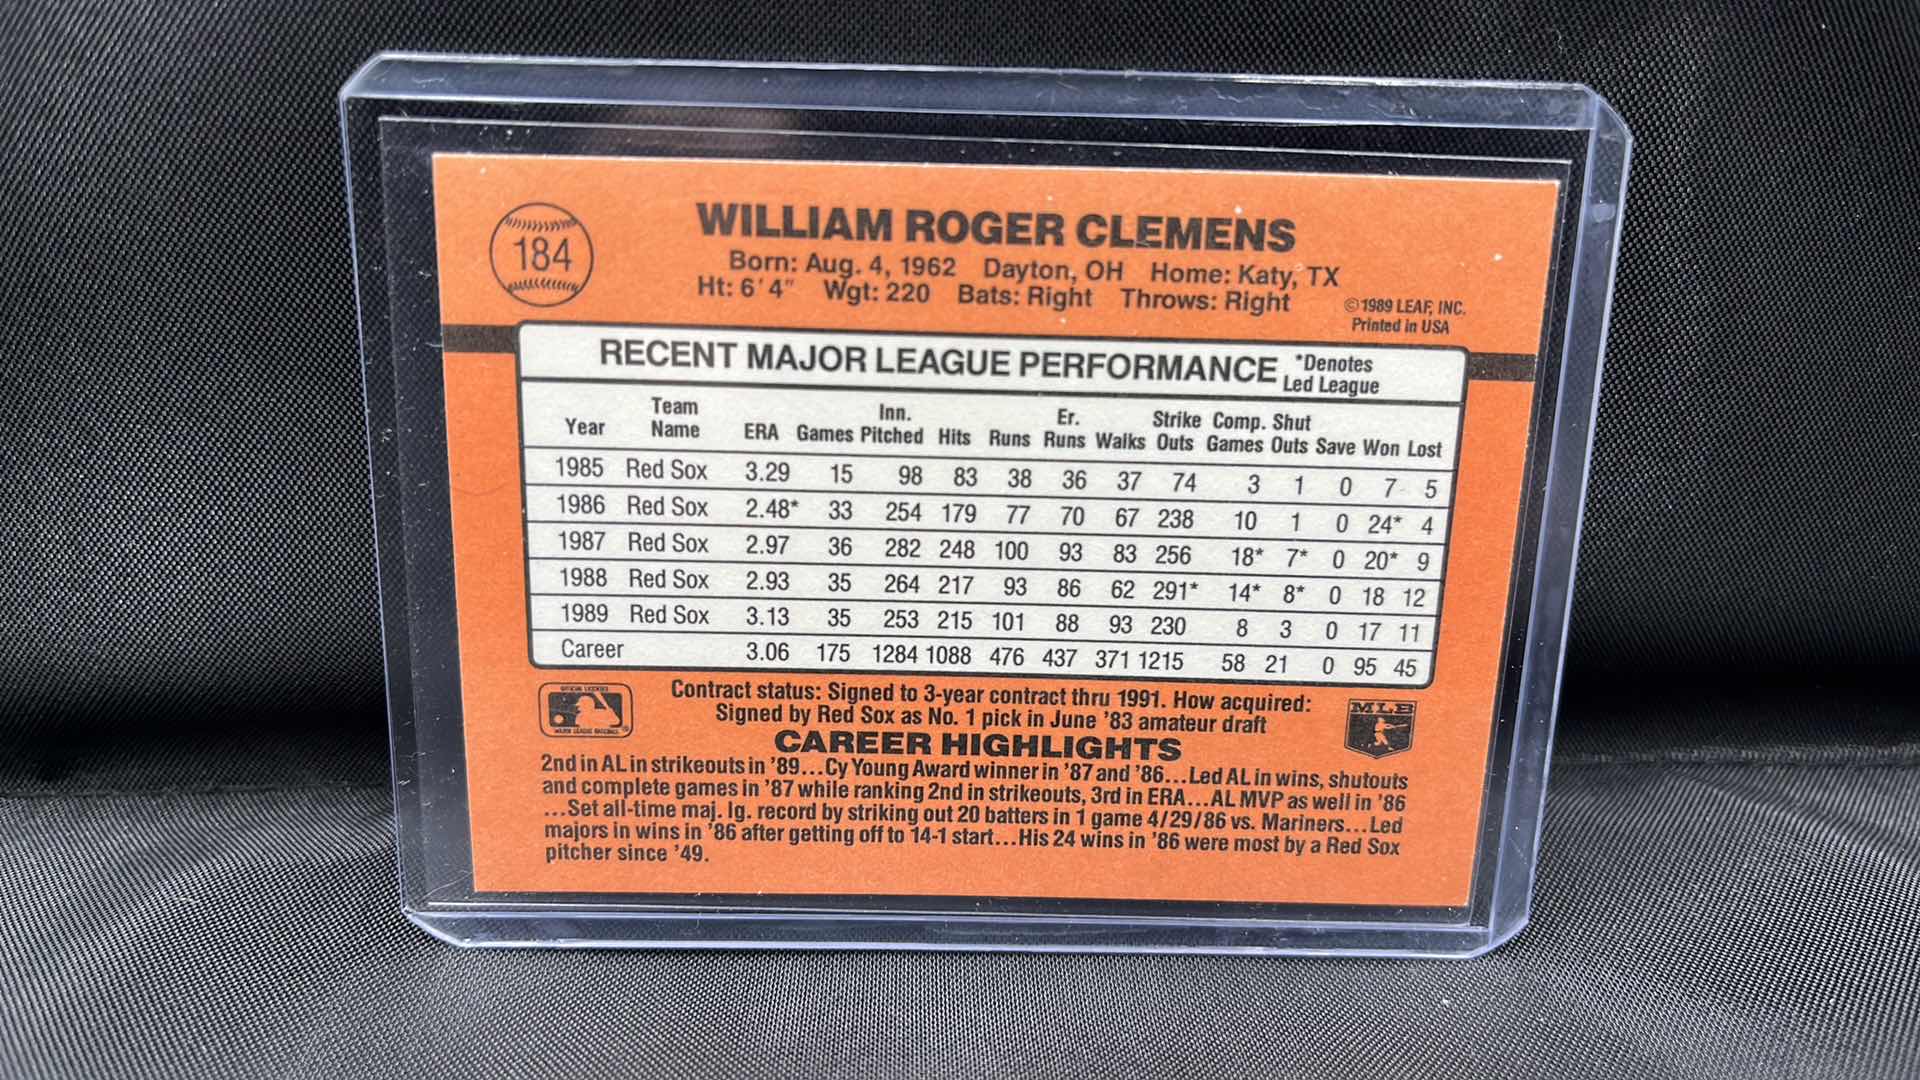 184
WILLIAM ROGER CLEMENS
Born: Aug. 4, 1962 Dayton, OH Home: Katy, TX
Ht: 6'4" Wgt: 220 Bats: Right Throws: Right
©1989 LEAF, INC.
Printed in USA
RECENT MAJOR LEAGUE PERFORMANCE *Denotes Led League
Year Team Name ERA Games Inn. Pitched Hits Runs Er. Runs Walks Strike Outs Comp. Games Shut Outs Save Won Lost
1985 Red Sox 3.29 15 98 83 38 36 37 74 3 1 0 7 5
1986 Red Sox 2.48* 33 254 179 77 70 67 238 10 1 0 24* 4
1987 Red Sox 2.97 36 282 248 100 93 83 256 18* 7* 0 20* 9
1988 Red Sox 2.93 35 264 217 93 86 62 291* 14* 8* 0 18 12
1989 Red Sox 3.13 35 253 215 101 88 93 230 8 3 0 17 11
Career 3.06 175 1284 1088 476 437 371 1215 58 21 0 95 45
OFFICIAL LICENSEE
MAJOR LEAGUE BASEBALL
Contract status: Signed to 3-year contract thru 1991. How acquired:
Signed by Red Sox as No. 1 pick in June '83 amateur draft
MLB
CAREER HIGHLIGHTS
2nd in AL in strikeouts in '89...Cy Young Award winner in '87 and '86...Led AL in wins, shutouts
and complete games in '87 while ranking 2nd in strikeouts, 3rd in ERA...AL MVP as well in '86
...Set all-time maj. lg. record by striking out 20 batters in 1 game 4/29/86 vs. Mariners...Led
majors in wins in '86 after getting off to 14-1 start...His 24 wins in '86 were most by a Red Sox
pitcher since '49.